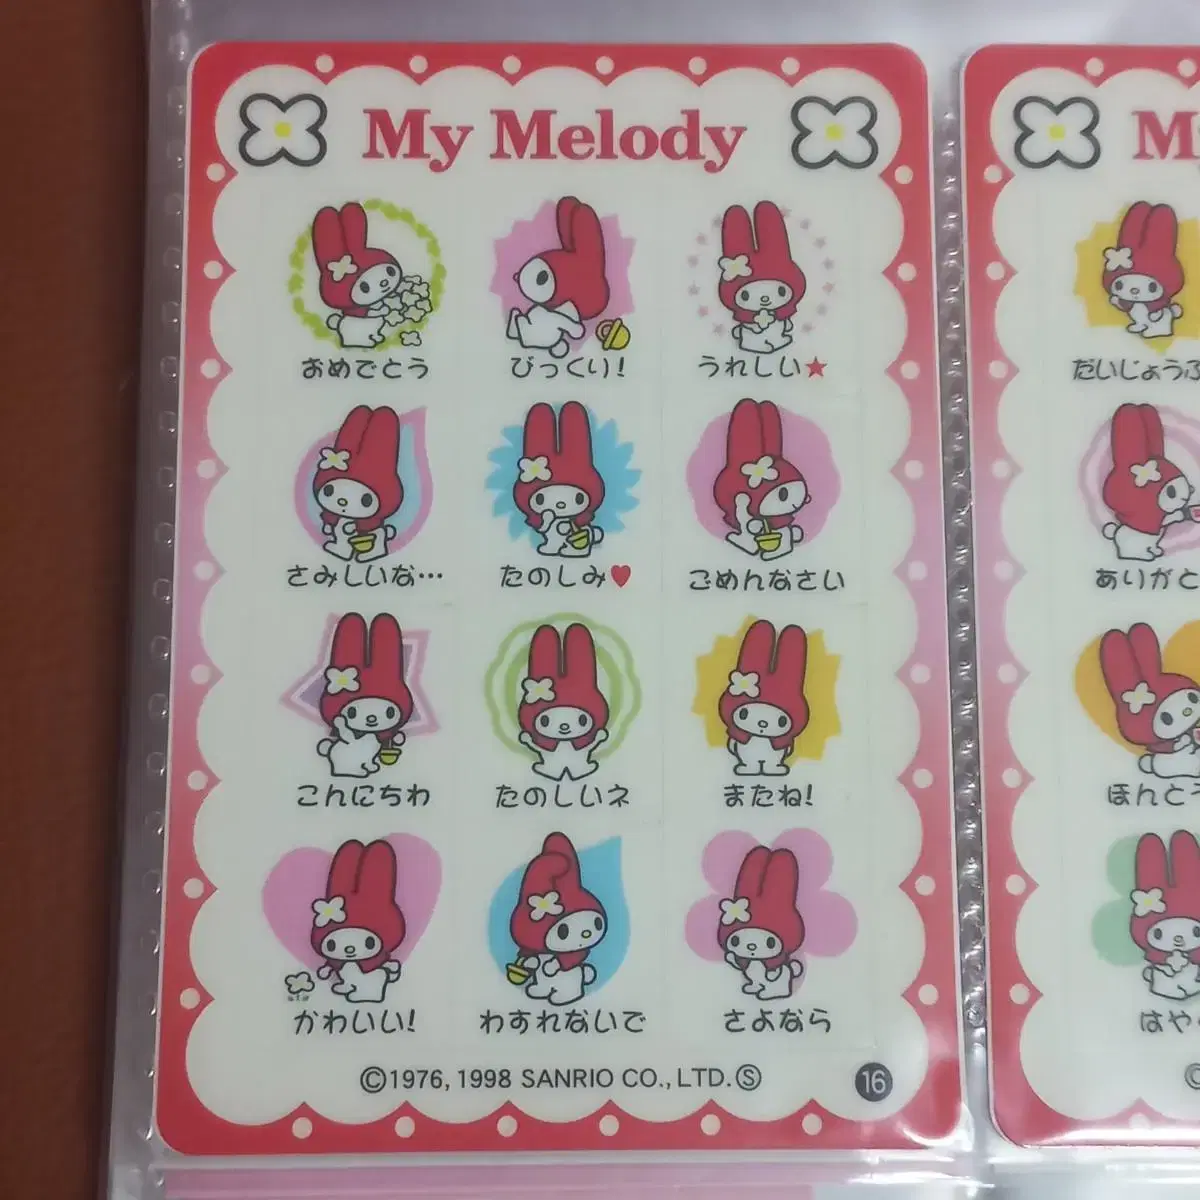 My Melody
おめでとう
びっくり!
うれしい★
さみしいな…
たのしみ♥
ごめんなさい
こんにちわ
たのしいネ
またね!
かわいい!
わすれないで
さよなら
©1976, 1998 SANRIO CO., LTD.Ⓢ
16
M
だいじょうぶ
ありがと
ほんとう
はや